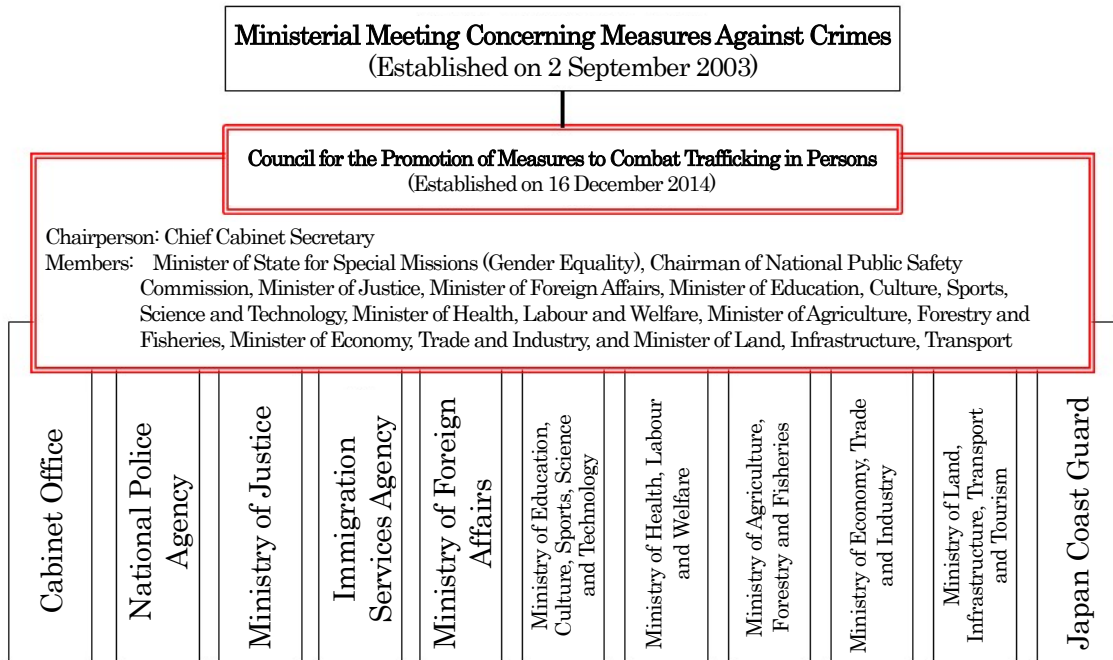 Ministerial Meeting Concerning Measures Against Crimes
(Established on 2 September 2003)
Council for the Promotion of Measures to Combat Trafficking in Persons
(Established on 16 December 2014)
Chairperson: Chief Cabinet Secretary
Members: Minister of State for Special Missions (Gender Equality), Chairman of National Public Safety
Commission, Minister of Justice, Minister of Foreign Affairs, Minister of Education, Culture, Sports,
Science and Technology, Minister of Health, Labour and Welfare, Minister of Agriculture, Forestry and
Fisheries, Minister of Economy, Trade and Industry, and Minister of Land, Infrastructure, Transport
Cabinet Office
National Police
Agency
Ministry of Justice
Immigration
Services Agency
Ministry of Foreign
Affairs
Ministry of Education,
Culture, Sports, Science
and Technology
Ministry of Health, Labour
and Welfare
Ministry of Agriculture,
Forestry and Fisheries
Ministry of Economy, Trade
and Industry
Ministry of Land,
Infrastructure, Transport
and Tourism
Japan Coast Guard